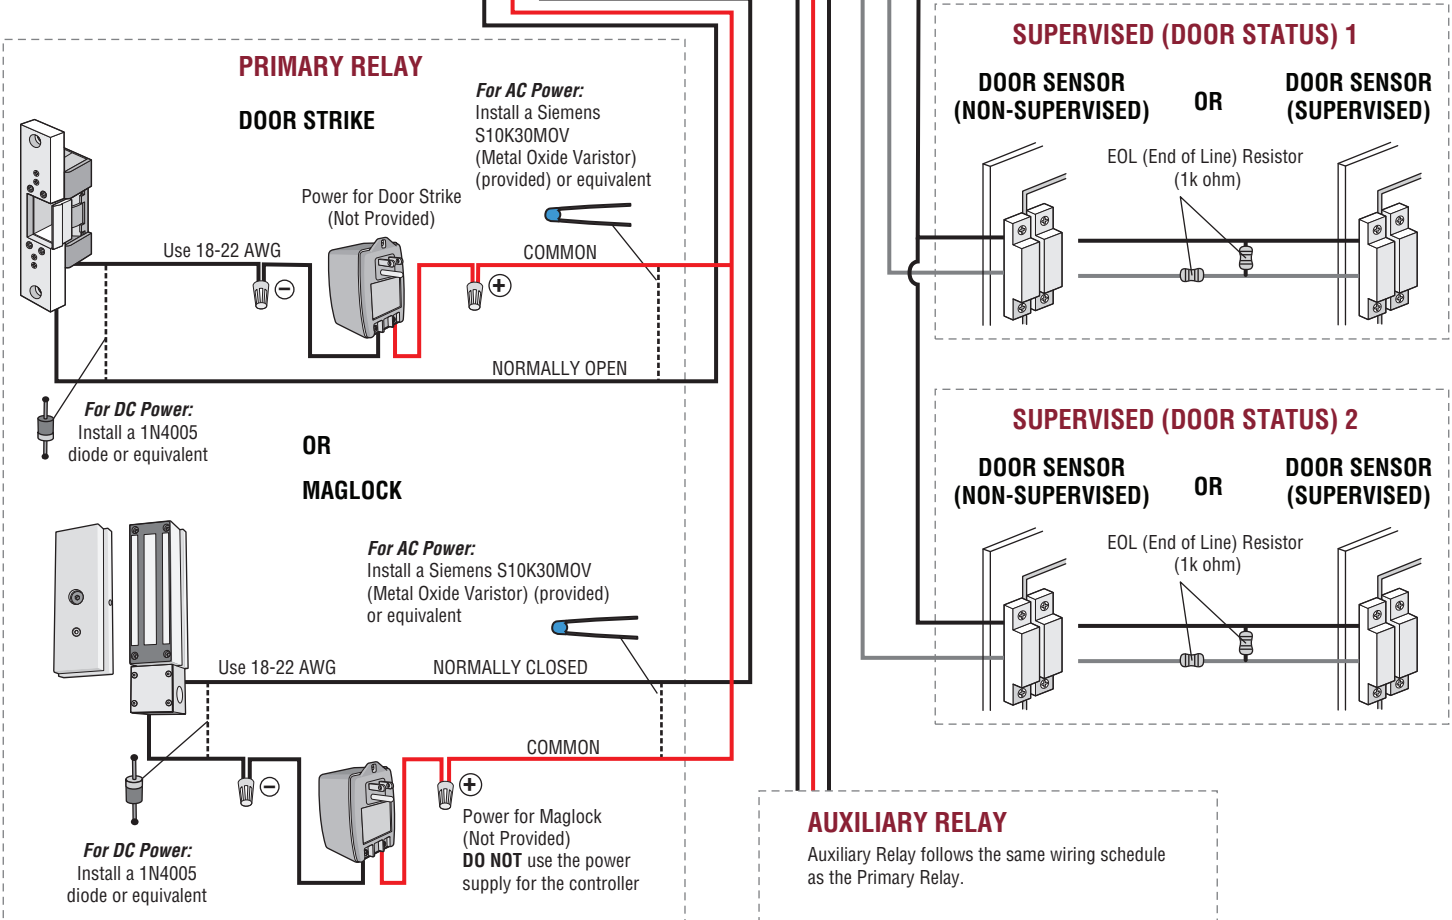 PRIMARY RELAY
DOOR STRIKE
For AC Power:
Install a Siemens
S10K30MOV
(Metal Oxide Varistor)
(provided) or equivalent
Power for Door Strike
(Not Provided)
Use 18-22 AWG
COMMON
−
+
NORMALLY OPEN
For DC Power:
Install a 1N4005
diode or equivalent
OR
MAGLOCK
For AC Power:
Install a Siemens S10K30MOV
(Metal Oxide Varistor) (provided)
or equivalent
Use 18-22 AWG
NORMALLY CLOSED
COMMON
−
+
Power for Maglock
(Not Provided)
DO NOT use the power
supply for the controller
For DC Power:
Install a 1N4005
diode or equivalent
SUPERVISED (DOOR STATUS) 1
DOOR SENSOR
(NON-SUPERVISED)
OR
DOOR SENSOR
(SUPERVISED)
EOL (End of Line) Resistor
(1k ohm)
SUPERVISED (DOOR STATUS) 2
DOOR SENSOR
(NON-SUPERVISED)
OR
DOOR SENSOR
(SUPERVISED)
EOL (End of Line) Resistor
(1k ohm)
AUXILIARY RELAY
Auxiliary Relay follows the same wiring schedule
as the Primary Relay.